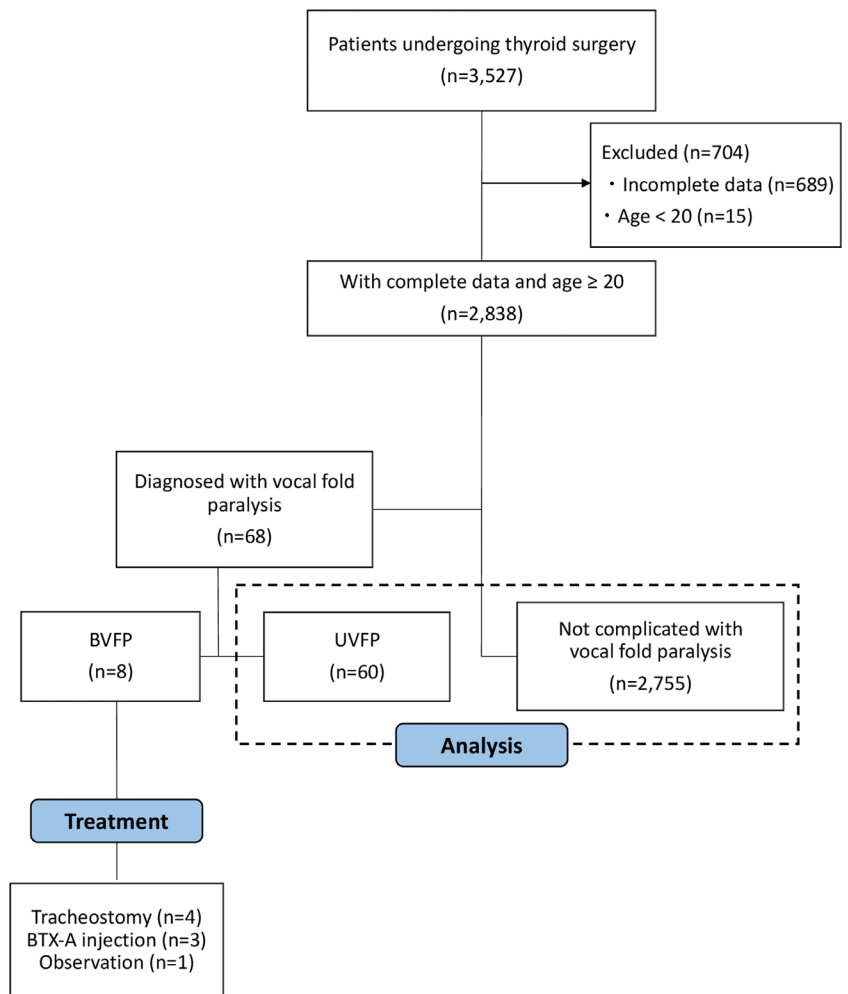 Patients undergoing thyroid surgery
(n=3,527)
Excluded (n=704)
・Incomplete data (n=689)
・Age < 20 (n=15)
With complete data and age ≥ 20
(n=2,838)
Diagnosed with vocal fold
paralysis
(n=68)
BVFP
(n=8)
UVFP
(n=60)
Not complicated with
vocal fold paralysis
(n=2,755)
Analysis
Treatment
Tracheostomy (n=4)
BTX-A injection (n=3)
Observation (n=1)